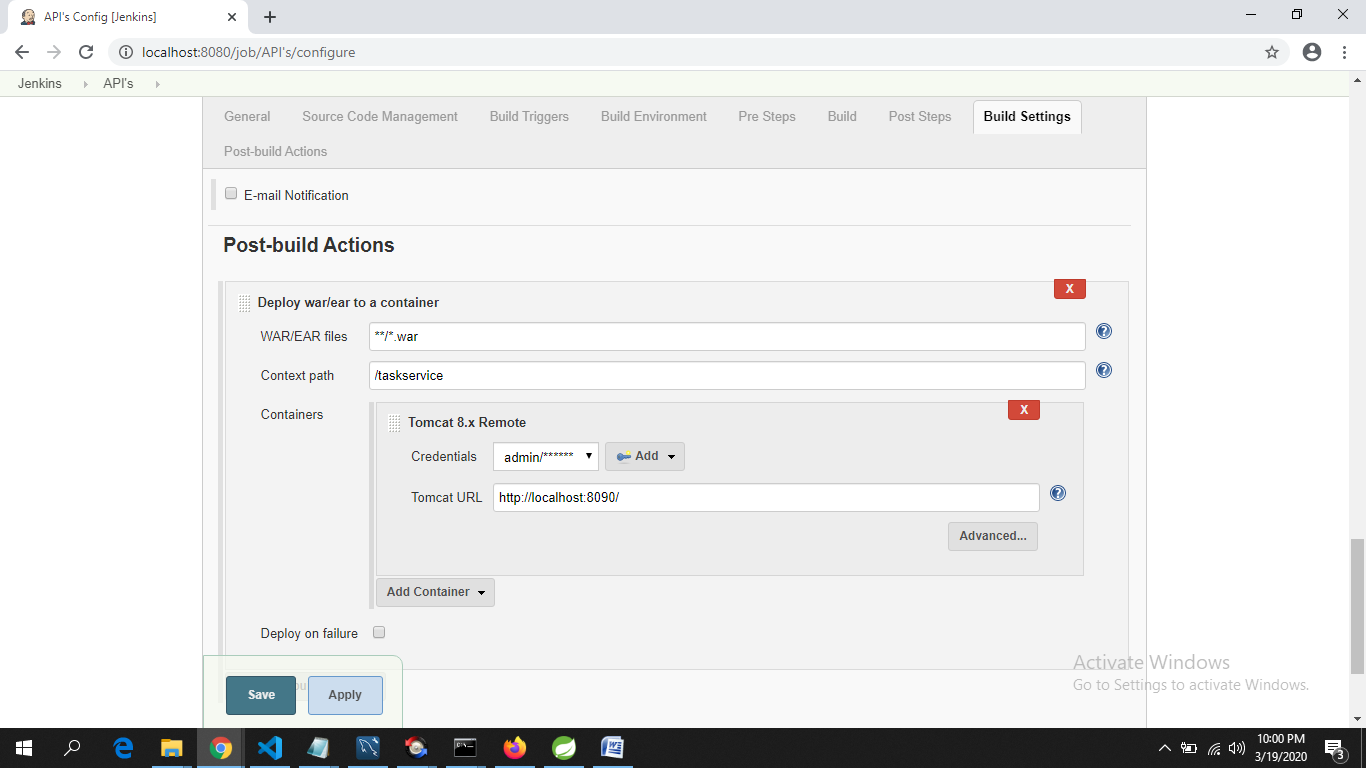 API's Config [Jenkins]
localhost:8080/job/API's/configure
Jenkins API's
General Source Code Management Build Triggers Build Environment Pre Steps Build Post Steps Build Settings
Post-build Actions
E-mail Notification
Post-build Actions
X
Deploy war/ear to a container
WAR/EAR files **/*.war
Context path /taskservice
Containers
X
Tomcat 8.x Remote
Credentials admin/****** Add
Tomcat URL http://localhost:8090/
Advanced...
Add Container
Deploy on failure
Activate Windows
Go to Settings to activate Windows.
Save Apply
10:00 PM
3/19/2020
3